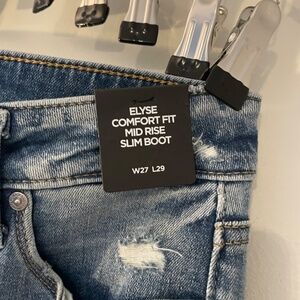 ELYSE
COMFORT FIT
MID RISE
SLIM BOOT
W27 L29